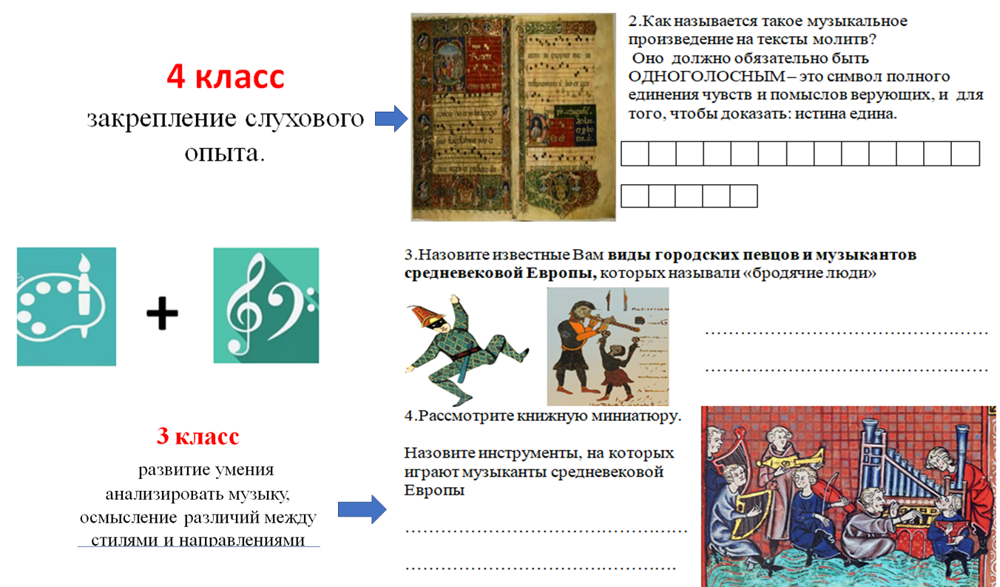 4 класс
закрепление слухового
опыта.
2.Как называется такое музыкальное
произведение на тексты молитв?
Оно должно обязательно быть
ОДНОГОЛОСНЫМ – это символ полного
единения чувств и помыслов верующих, и для
того, чтобы доказать: истина едина.
+
3.Назовите известные Вам виды городских певцов и музыкантов
средневековой Европы, которых называли «бродячие люди»
3 класс
развитие умения
анализировать музыку,
осмысление различий между
стилями и направлениями
4.Рассмотрите книжную миниатюру.
Назовите инструменты, на которых
играют музыканты средневековой
Европы